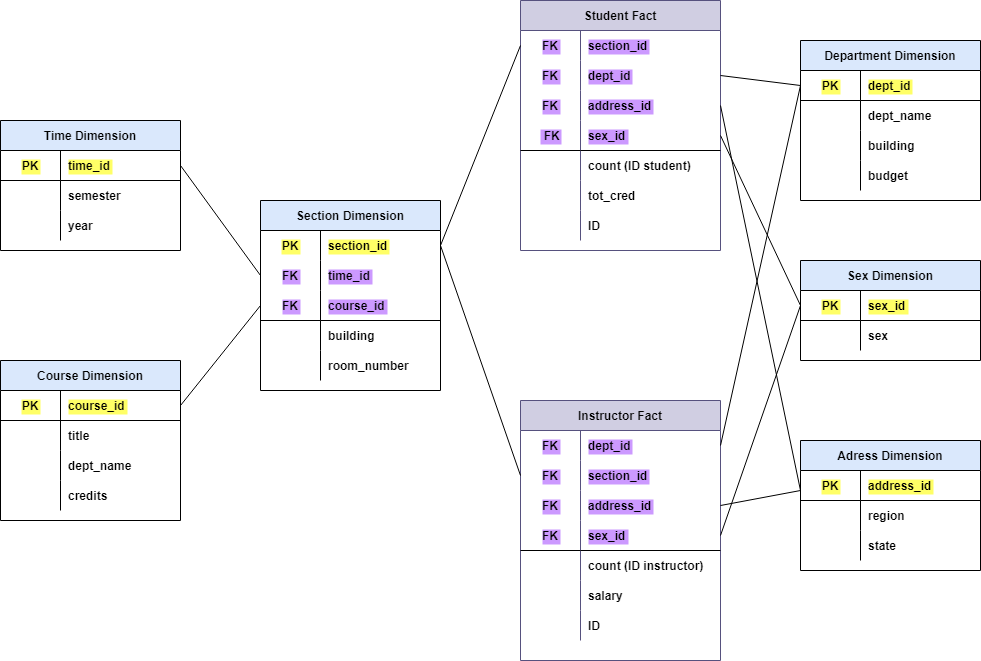 Time Dimension
PK time_id
semester
year
Course Dimension
PK course_id
title
dept_name
credits
Section Dimension
PK section_id
FK time_id
FK course_id
building
room_number
Student Fact
FK section_id
FK dept_id
FK address_id
FK sex_id
count (ID student)
tot_cred
ID
Instructor Fact
FK dept_id
FK section_id
FK address_id
FK sex_id
count (ID instructor)
salary
ID
Department Dimension
PK dept_id
dept_name
building
budget
Sex Dimension
PK sex_id
sex
Adress Dimension
PK address_id
region
state